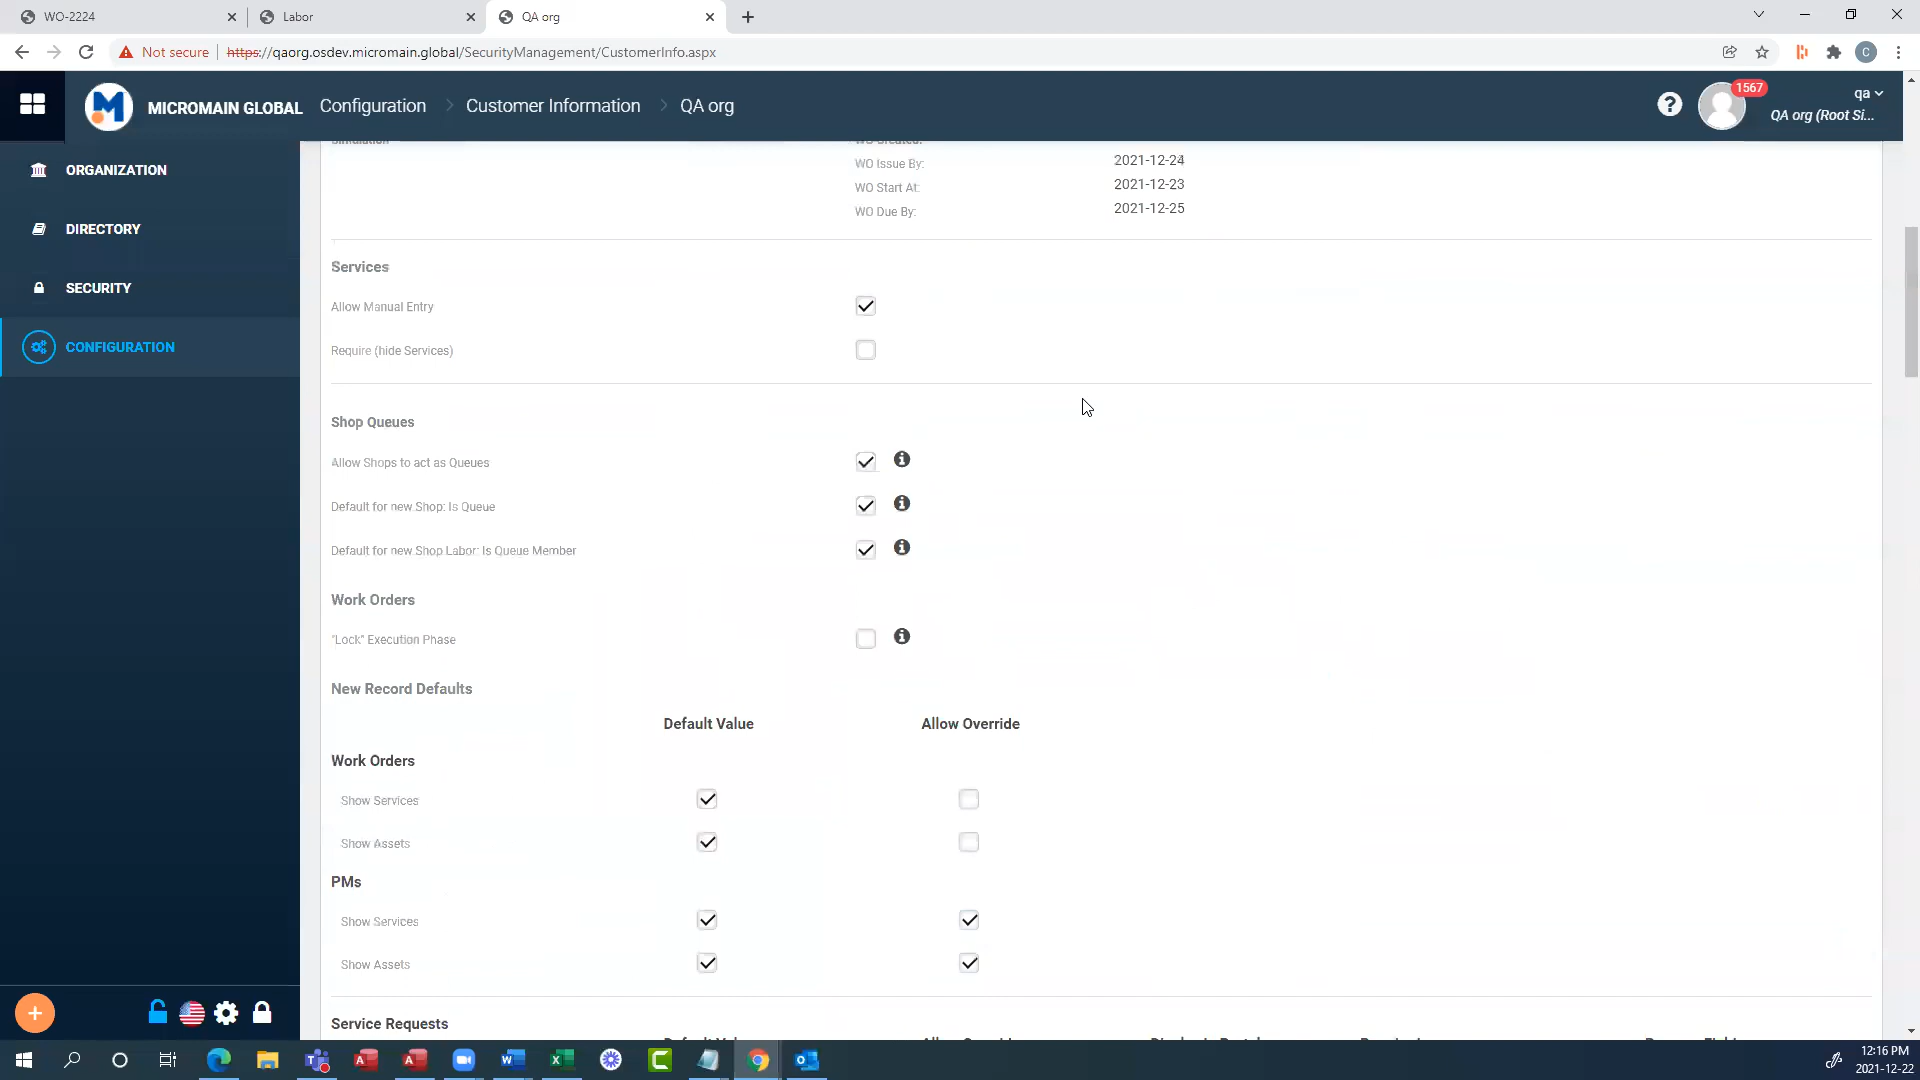 WO-2224
Labor
QA org
Not secure
https://qaorg.osdev.micromain.global/SecurityManagement/CustomerInfo.aspx
C
MICROMAIN GLOBAL
Configuration
Customer Information
QA org
1567
qa
QA org (Root Si...
ORGANIZATION
DIRECTORY
SECURITY
CONFIGURATION
Simulation
WO Created:
WO Issue By:
2021-12-24
WO Start At:
2021-12-23
WO Due By:
2021-12-25
Services
Allow Manual Entry
Require (hide Services)
Shop Queues
Allow Shops to act as Queues
Default for new Shop: Is Queue
Default for new Shop Labor: Is Queue Member
Work Orders
"Lock" Execution Phase
New Record Defaults
Default Value
Allow Override
Work Orders
Show Services
Show Assets
PMs
Show Services
Show Assets
Service Requests
12:16 PM
2021-12-22